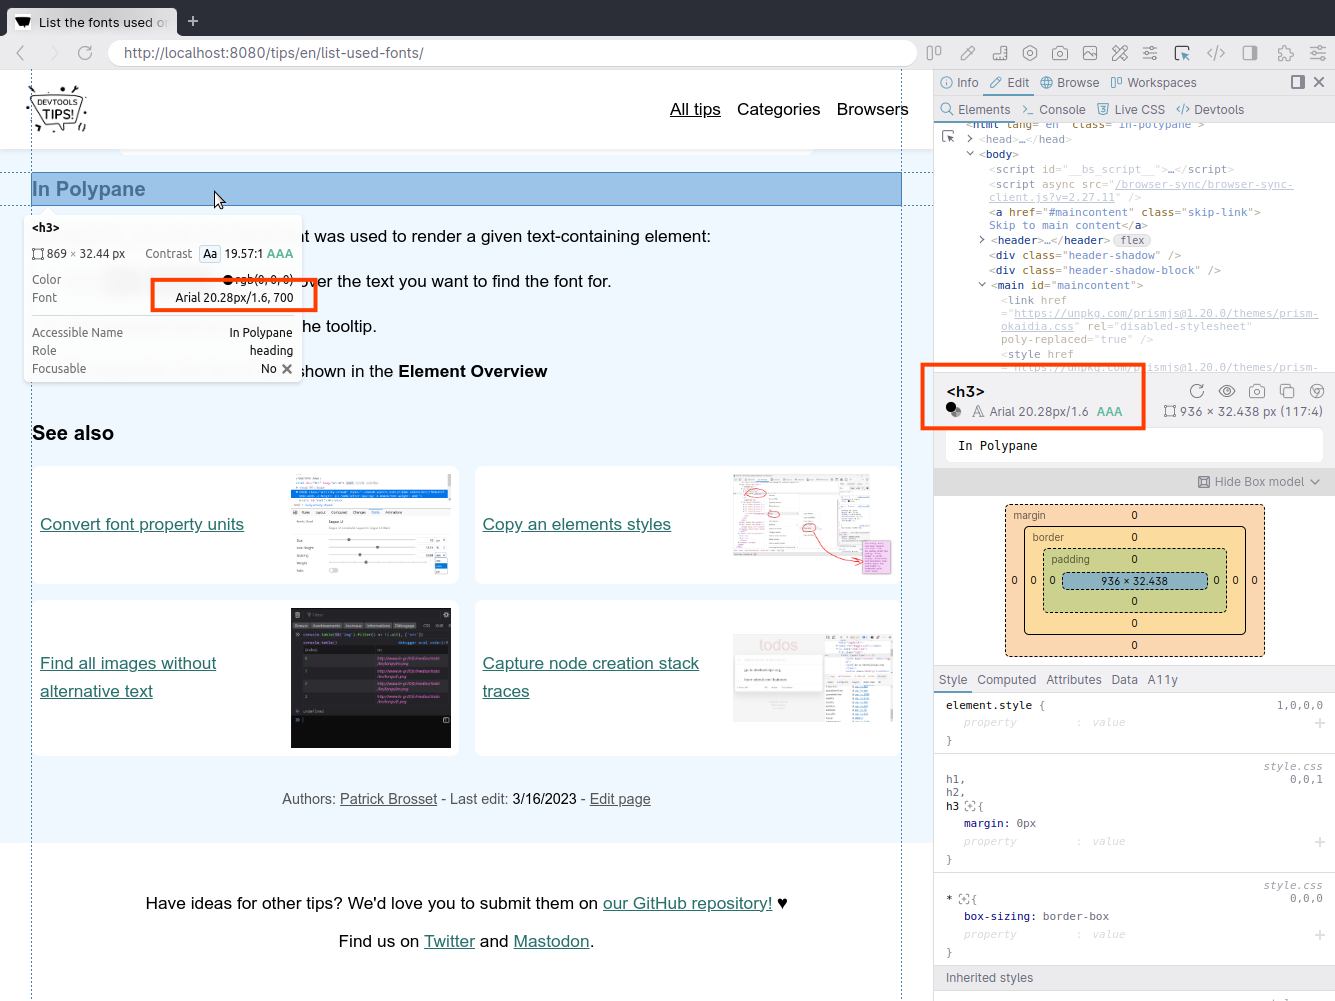 List the fonts used o
http://localhost:8080/tips/en/list-used-fonts/
DEVTOOLS
TIPS!
All tips
Categories
Browsers
In Polypane
<h3>
869 × 32.44 px
Contrast
Aa
19.57:1 AAA
Color
rgb(0, 0, 0)
Font
Arial 20.28px/1.6, 700
Accessible Name
In Polypane
Role
heading
Focusable
No
t was used to render a given text-containing element:
ver the text you want to find the font for.
he tooltip.
shown in the Element Overview
See also
Convert font property units
Copy an elements styles
Find all images without
alternative text
Capture node creation stack
traces
todos
Authors: Patrick Brosset - Last edit: 3/16/2023 - Edit page
Have ideas for other tips? We'd love you to submit them on our GitHub repository! ♥
Find us on Twitter and Mastodon.
Info
Edit
Browse
Workspaces
Elements
Console
Live CSS
Devtools
<html lang="en" class="in-polypane">
<head>…</head>
<body>
<script id="__bs_script__">…</script>
<script async src="/browser-sync/browser-sync-
client.js?v=2.27.11" />
<a href="#maincontent" class="skip-link">
Skip to main content</a>
<header>…</header> flex
<div class="header-shadow" />
<div class="header-shadow-block" />
<main id="maincontent">
<link href
="https://unpkg.com/prismjs@1.20.0/themes/prism-
okaidia.css" rel="disabled-stylesheet"
poly-replaced="true" />
<style href
="https://unpkg.com/prismjs@1.20.0/themes/prism-
<h3>
Arial 20.28px/1.6 AAA
936 × 32.438 px (117:4)
In Polypane
Hide Box model
margin 0
border 0
padding 0
0 0 0 936 × 32.438 0 0 0
0
0
0
Style
Computed
Attributes
Data
A11y
element.style {
1,0,0,0
property : value
}
style.css
h1,
0,0,1
h2,
h3 {
margin: 0px
property : value
}
style.css
* {
0,0,0
box-sizing: border-box
property : value
}
Inherited styles